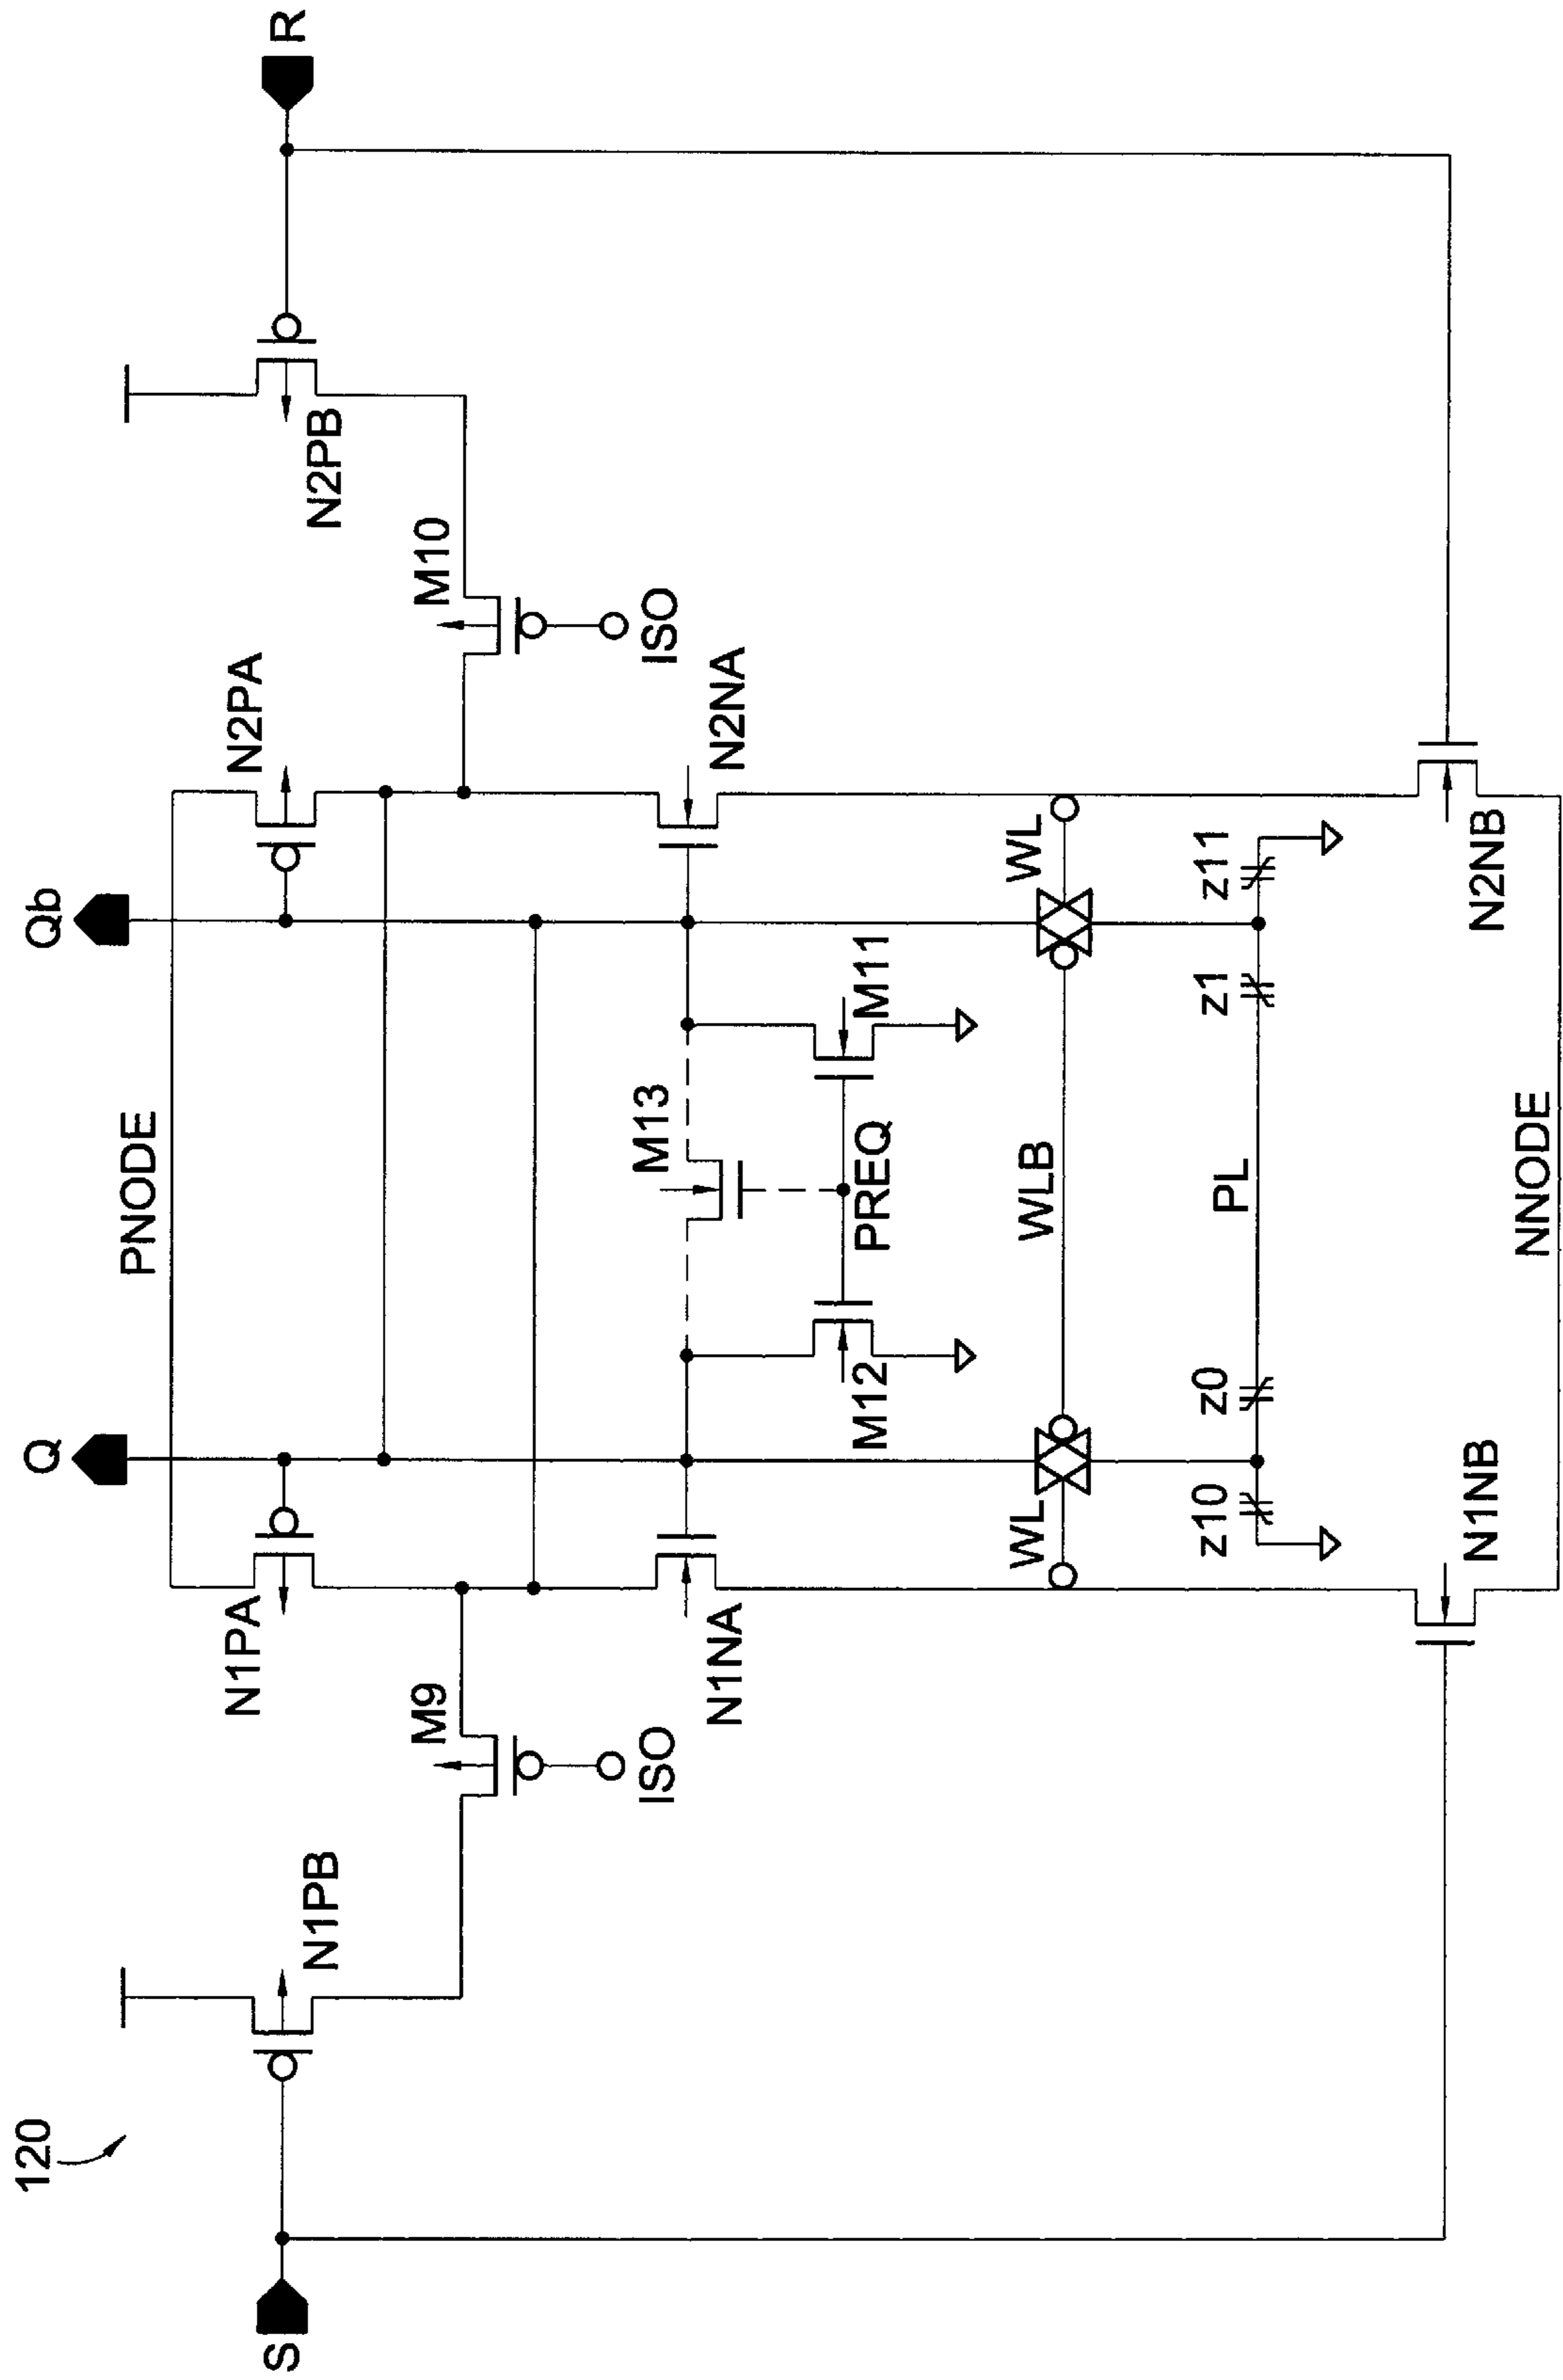 120
S
R
Q
Qb
PNODE
N1PB
N1PA
N2PA
N2PB
M9
M10
ISO
ISO
N1NA
M13
N2NA
M12
PREQ
M11
WL
WLB
WL
z10
z0
PL
z1
z11
N1NB
NNODE
N2NB